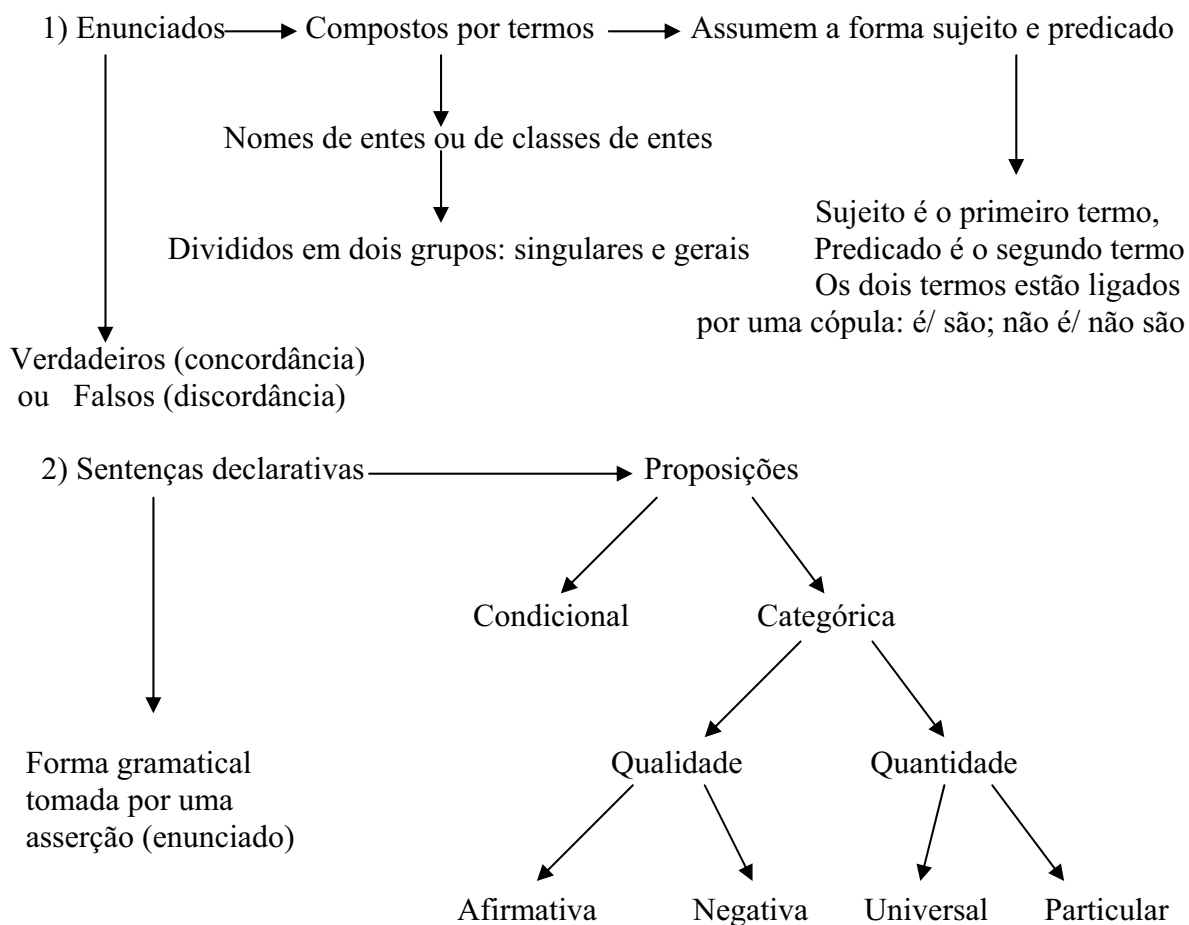 1) Enunciados Compostos por termos Assumem a forma sujeito e predicado
Nomes de entes ou de classes de entes
Divididos em dois grupos: singulares e gerais
Sujeito é o primeiro termo,
Predicado é o segundo termo
Os dois termos estão ligados
por uma cópula: é/ são; não é/ não são
Verdadeiros (concordância)
ou Falsos (discordância)
2) Sentenças declarativas Proposições
Condicional Categórica
Forma gramatical
tomada por uma
asserção (enunciado)
Qualidade Quantidade
Afirmativa Negativa Universal Particular